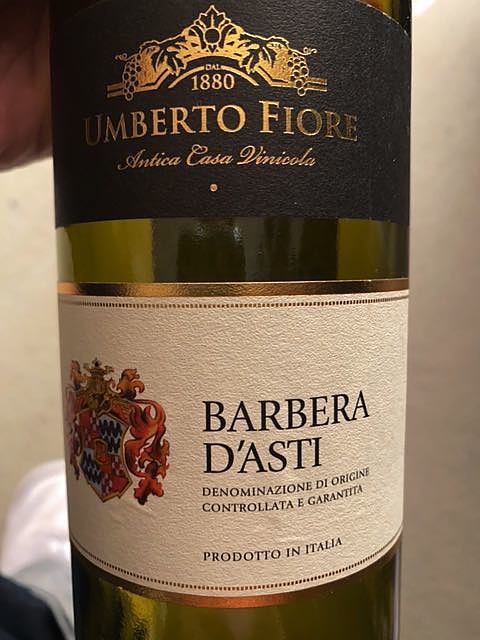 DAL
1880
UMBERTO FIORE
Antica Casa Vinicola
BARBERA
D'ASTI
DENOMINAZIONE DI ORIGINE
CONTROLLATA E GARANTITA
PRODOTTO IN ITALIA